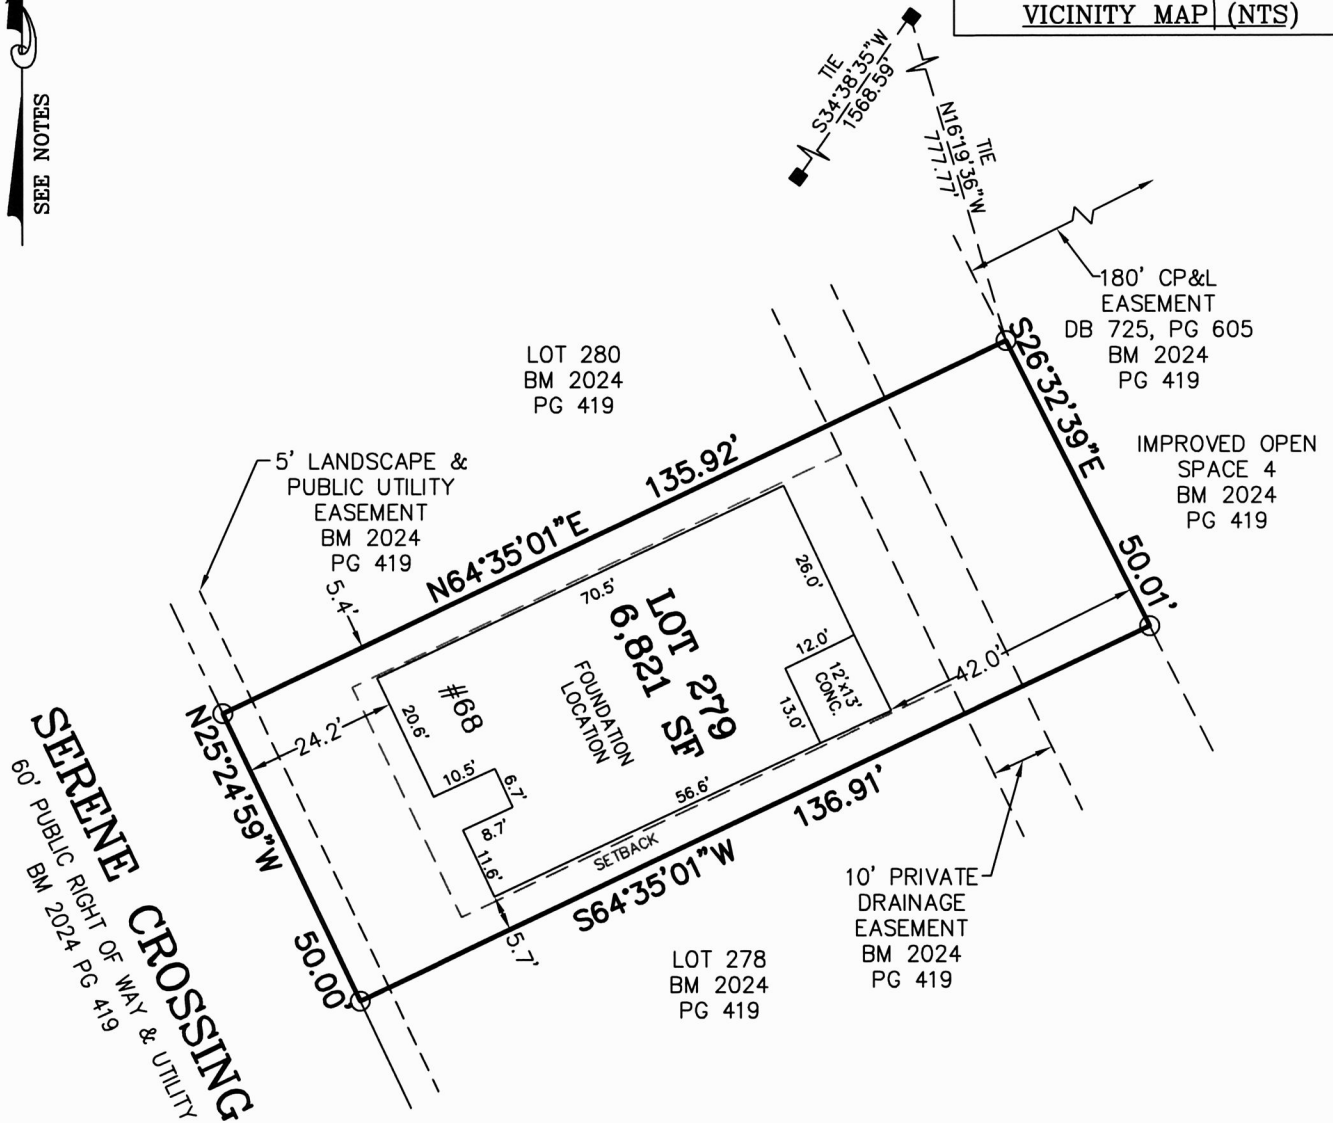 VICINITY MAP (NTS)
SEE NOTES
TIE
S34°38'35"W
1568.59'
TIE
N16°19'36"W
777.77'
180' CP&L
EASEMENT
DB 725, PG 605
BM 2024
PG 419
LOT 280
BM 2024
PG 419
S26°32'39"E
50.01'
IMPROVED OPEN
SPACE 4
BM 2024
PG 419
5' LANDSCAPE &
PUBLIC UTILITY
EASEMENT
BM 2024
PG 419
135.92'
N64°35'01"E
5.4'
70.5'
26.0'
LOT 279
6,821 SF
FOUNDATION
LOCATION
12.0'
12'x13'
CONC.
13.0'
42.0'
#68
20.6'
24.2'
10.5'
6.7'
8.7'
11.6'
56.6'
SETBACK
136.91'
S64°35'01"W
5.7'
N25°24'59"W
50.00'
SERENE CROSSING
60' PUBLIC RIGHT OF WAY & UTILITY
BM 2024 PG 419
10' PRIVATE
DRAINAGE
EASEMENT
BM 2024
PG 419
LOT 278
BM 2024
PG 419